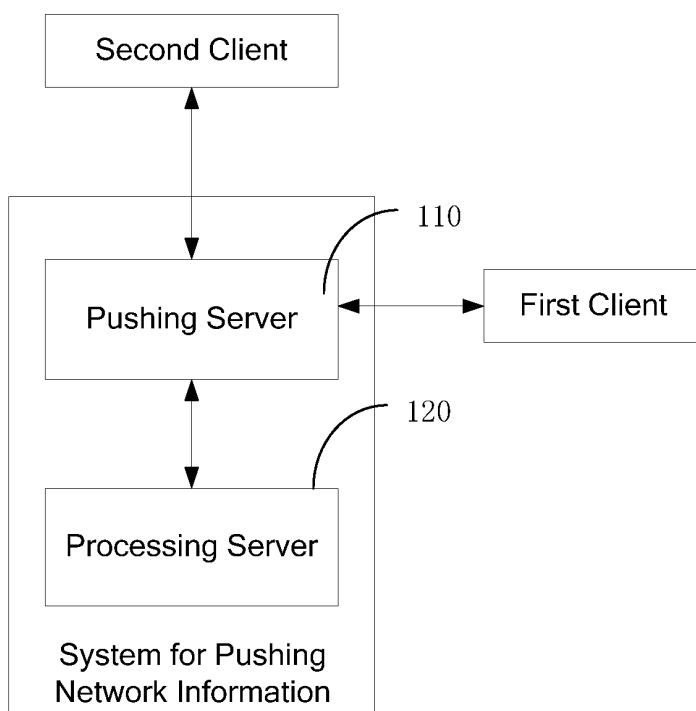 Second Client
110
Pushing Server
First Client
120
Processing Server
System for Pushing
Network Information